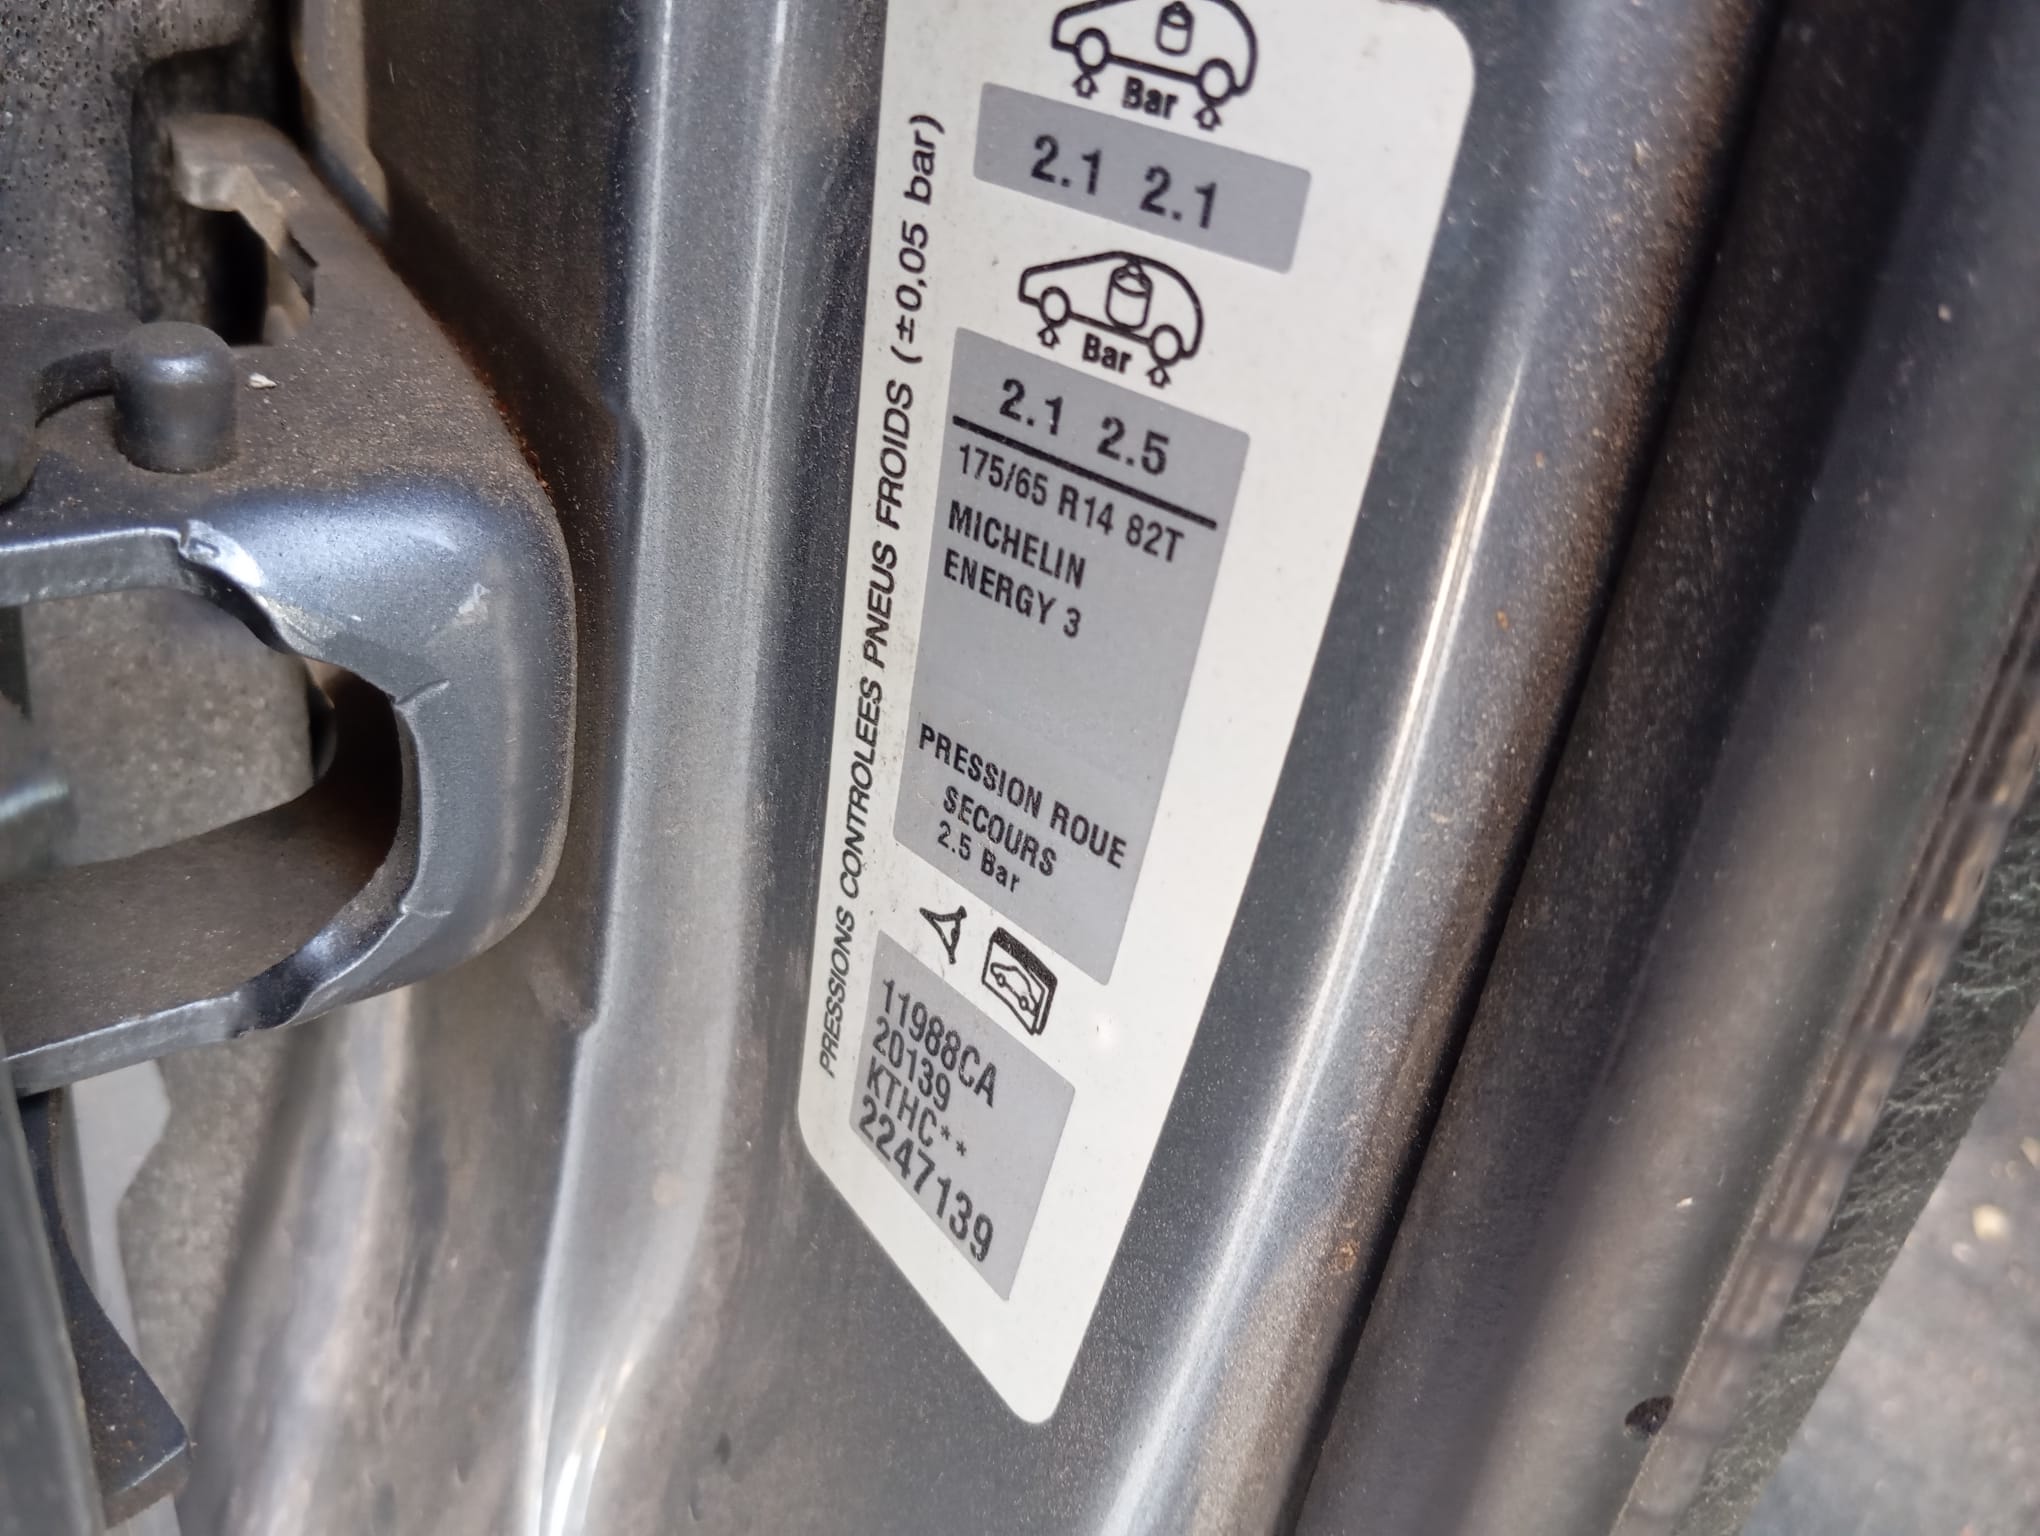 Bar
2.1 2.1
Bar
2.1 2.5
175/65 R14 82T
MICHELIN
ENERGY 3
PRESSION ROUE
SECOURS
2.5 Bar
PRESSIONS CONTROLEES PNEUS FROIDS (±0,05 bar)
11988CA
20139
KTHC**
2247139